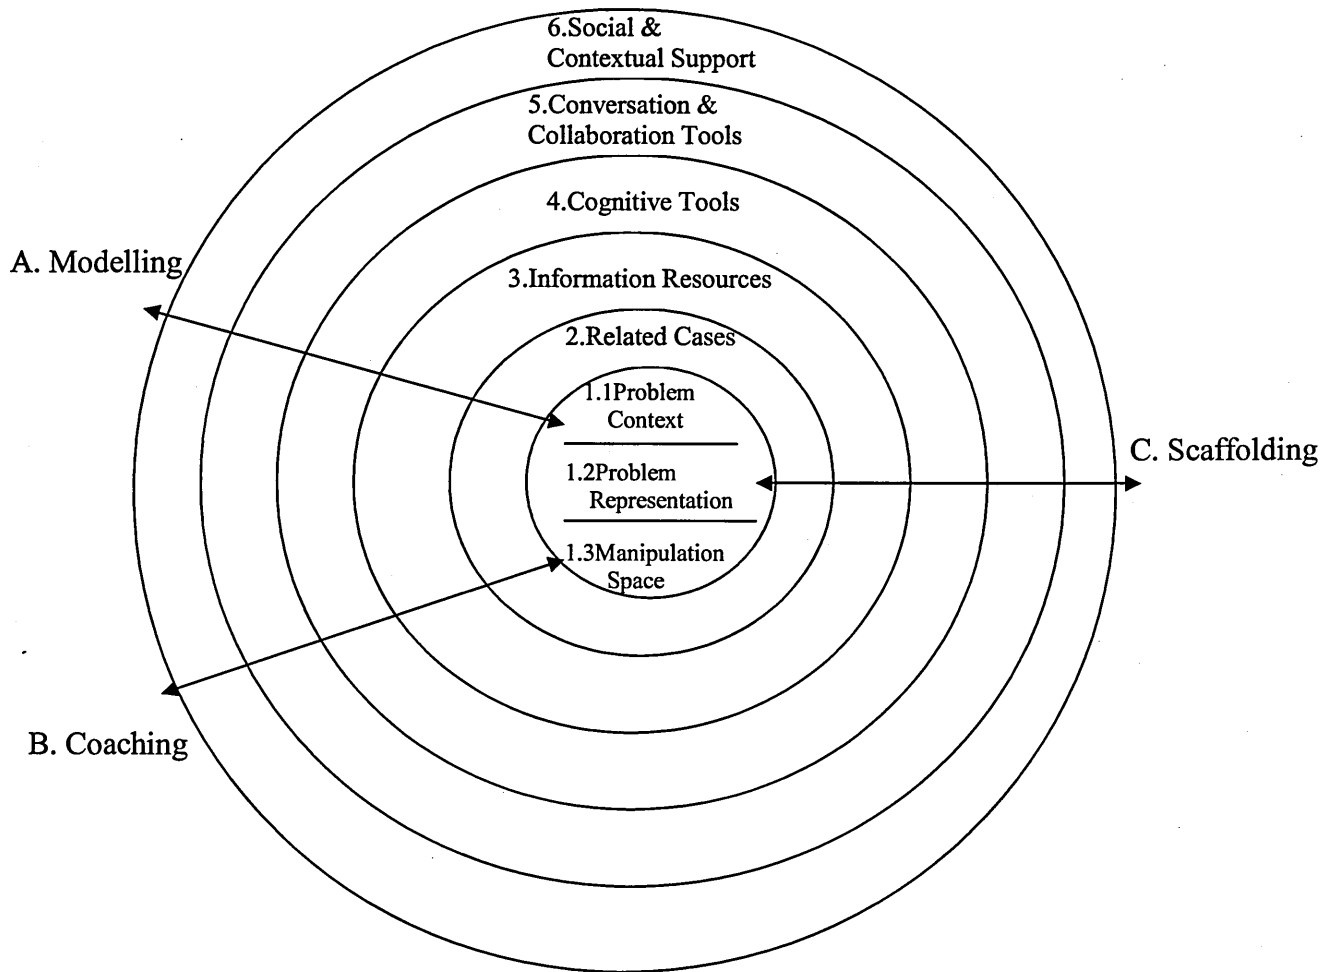 6.Social &
Contextual Support
5.Conversation &
Collaboration Tools
4.Cognitive Tools
A. Modelling
3.Information Resources
2.Related Cases
1.1Problem
Context
C. Scaffolding
1.2Problem
Representation
1.3Manipulation
Space
B. Coaching